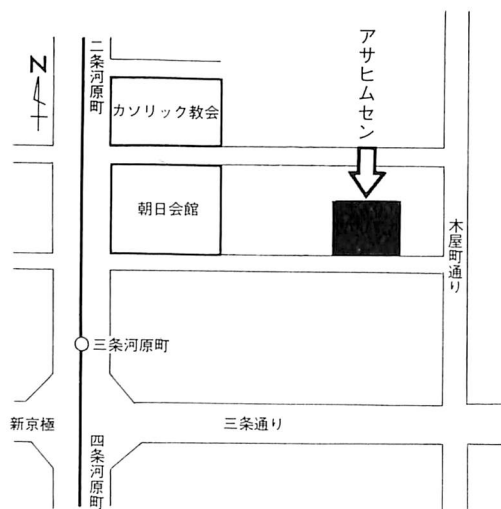 N
二条河原町
カソリック教会
アサヒムセン
朝日会館
木屋町通り
三条河原町
新京極
三条通り
四条河原町